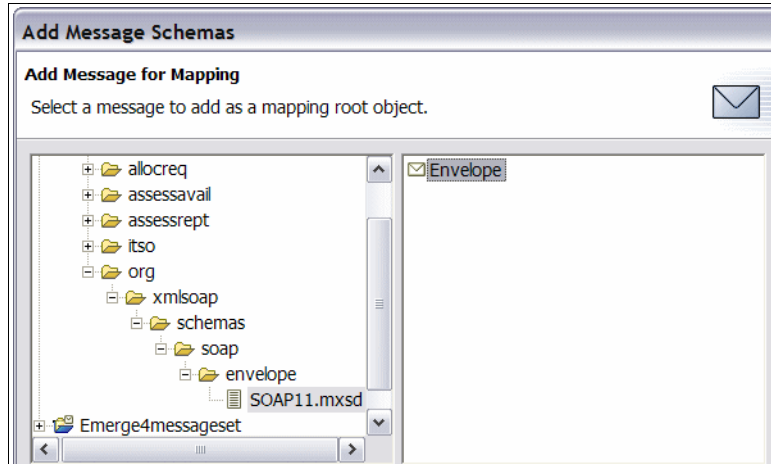 Add Message Schemas
Add Message for Mapping
Select a message to add as a mapping root object.
allocreq
assessavail
assessrept
itso
org
xmlsoap
schemas
soap
envelope
SOAP11.mxsd
Emerge4messageset
Envelope